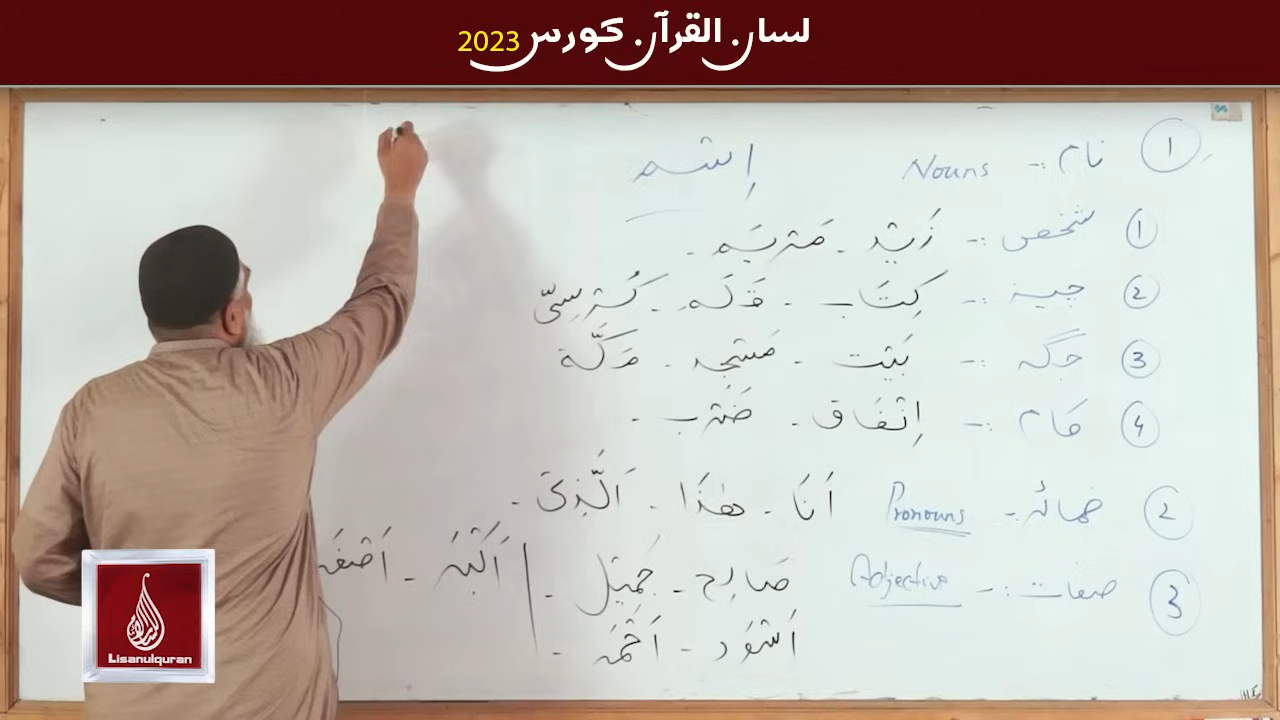 لسان القرآن کورس 2023
① نام :- Nouns اِسْم
① شخص :- زَيْد - مَرْيَم -
② چیز :- كِتَاب - قَلَم - كُرْسِيّ
③ جگہ :- بَيْت - مَسْجِد - مَكَّة
④ کام :- اِتْفَاق - ضَرْب -
② ضمائر :- Pronouns اَنَا - هٰذَا - اَلَّذِىْ -
③ صفات :- Adjective صَالِح - جَمِيْل - اَكْبَر - اَصْغَر
اَسْوَد - اَحْمَر -
Lisanulquran